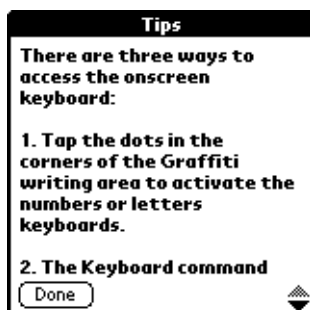 Tips
There are three ways to
access the onscreen
keyboard:
1. Tap the dots in the
corners of the Graffiti
writing area to activate the
numbers or letters
keyboards.
2. The Keyboard command
Done